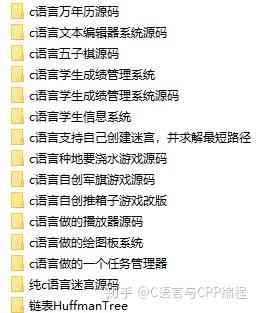 c语言万年历源码
c语言文本编辑器系统源码
c语言五子棋源码
c语言学生成绩管理系统
c语言学生成绩管理系统源码
c语言学生信息系统
c语言支持自己创建迷宫，并求解最短路径
c语言种地要浇水游戏源码
c语言自创军旗游戏源码
c语言自创推箱子游戏改版
c语言做的播放器源码
c语言做的绘图板系统
c语言做的一个任务管理器
纯c语言迷宫源码
链表HuffmanTree
知乎 @C语言与CPP编程